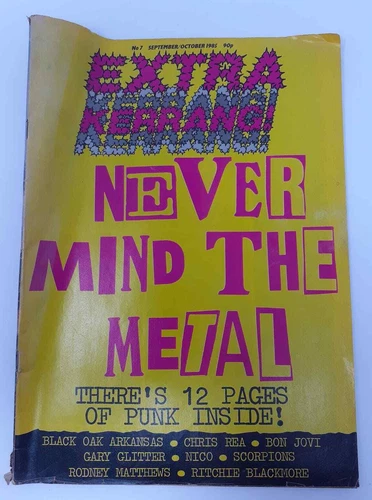 No 7 SEPTEMBER/OCTOBER 1985 90p
EXTRA
KERRANG!
NEVER
MIND THE
METAL
THERE'S 12 PAGES
OF PUNK INSIDE!
BLACK OAK ARKANSAS • CHRIS REA • BON JOVI
GARY GLITTER • NICO • SCORPIONS
RODNEY MATTHEWS • RITCHIE BLACKMORE